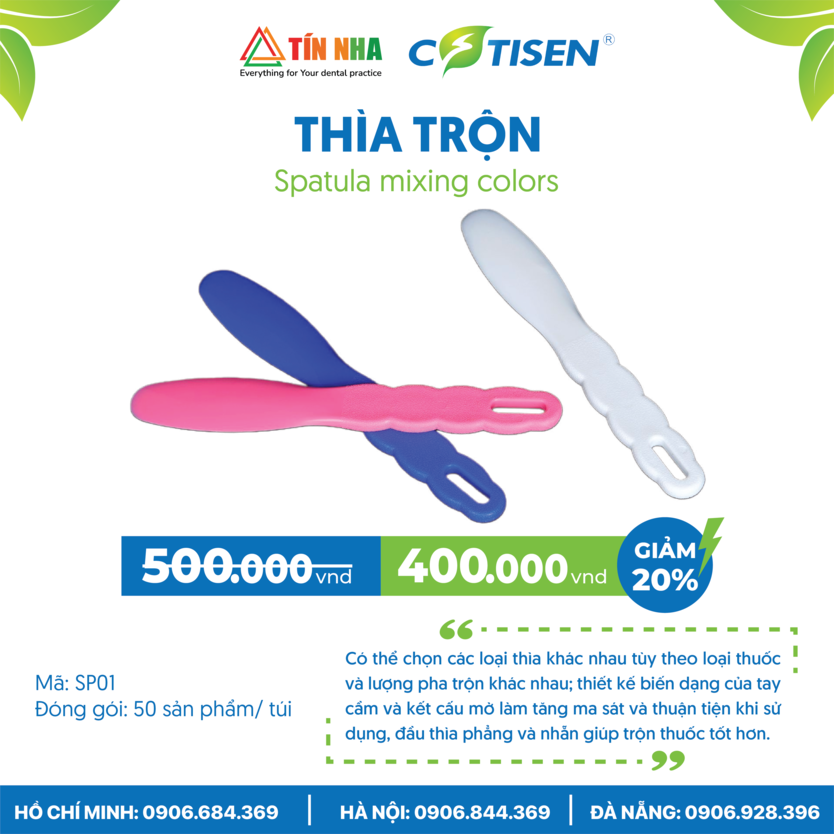 TÍN NHA
Everything for Your dental practice
COTISEN®
THÌA TRỘN
Spatula mixing colors
500.000 vnd
400.000 vnd
GIẢM
20%
Mã: SP01
Đóng gói: 50 sản phẩm/ túi
Có thể chọn các loại thìa khác nhau tùy theo loại thuốc
và lượng pha trộn khác nhau; thiết kế biến dạng của tay
cầm và kết cấu mờ làm tăng ma sát và thuận tiện khi sử
dụng, đầu thìa phẳng và nhẵn giúp trộn thuốc tốt hơn.
HỒ CHÍ MINH: 0906.684.369 | HÀ NỘI: 0906.844.369 | ĐÀ NẴNG: 0906.928.396